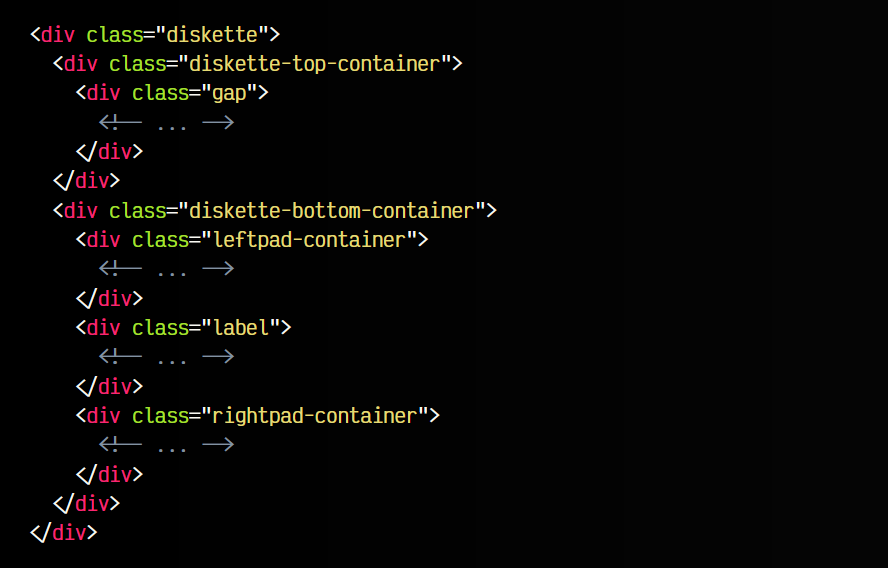 <div class="diskette">
  <div class="diskette-top-container">
    <div class="gap">
      <!-- ... -->
    </div>
  </div>
  <div class="diskette-bottom-container">
    <div class="leftpad-container">
      <!-- ... -->
    </div>
    <div class="label">
      <!-- ... -->
    </div>
    <div class="rightpad-container">
      <!-- ... -->
    </div>
  </div>
</div>